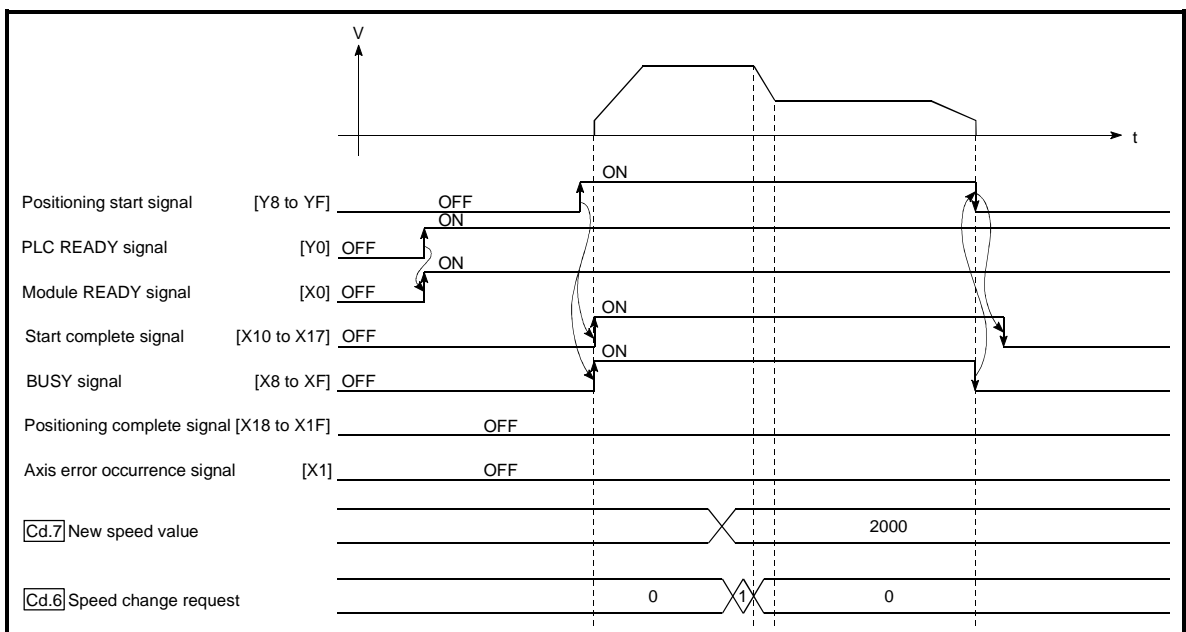 V
t
ON
Positioning start signal [Y8 to YF] OFF
ON
PLC READY signal [Y0] OFF
ON
Module READY signal [X0] OFF
ON
Start complete signal [X10 to X17] OFF
ON
BUSY signal [X8 to XF] OFF
Positioning complete signal [X18 to X1F] OFF
Axis error occurrence signal [X1] OFF
Cd.7 New speed value 2000
Cd.6 Speed change request 0 1 0